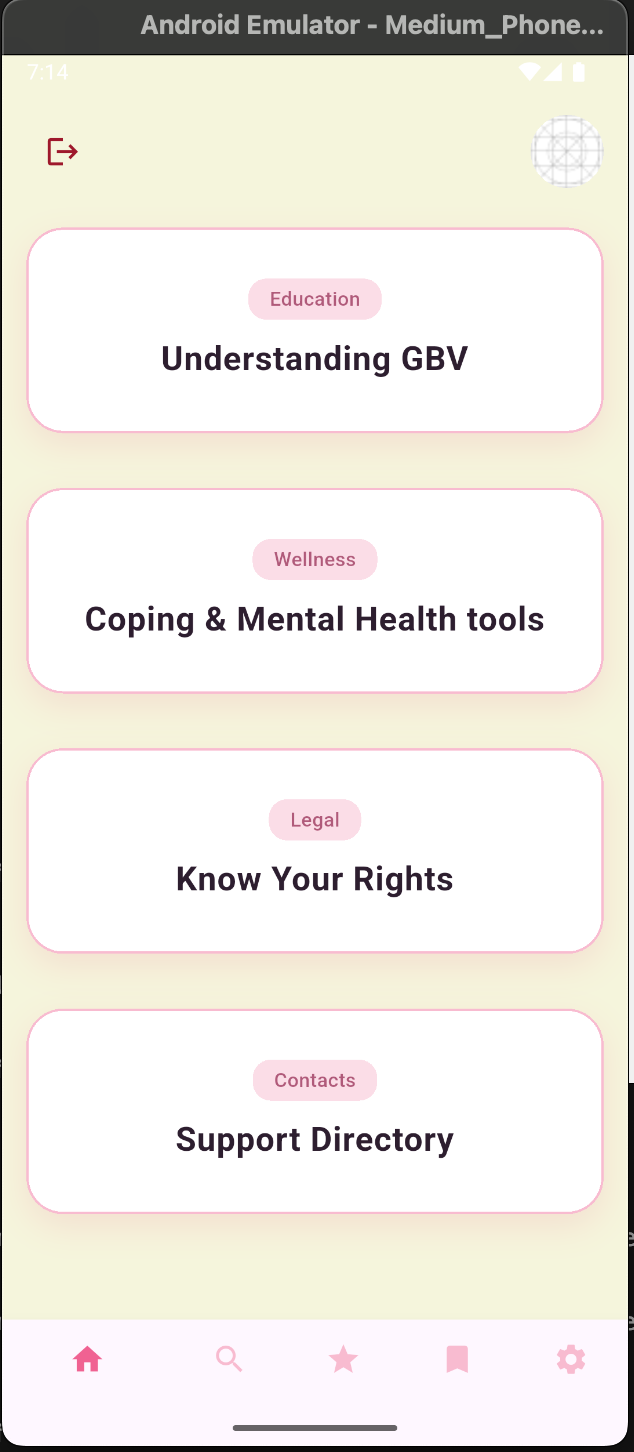 Android Emulator - Medium_Phone...
7:14
Education
Understanding GBV
Wellness
Coping & Mental Health tools
Legal
Know Your Rights
Contacts
Support Directory